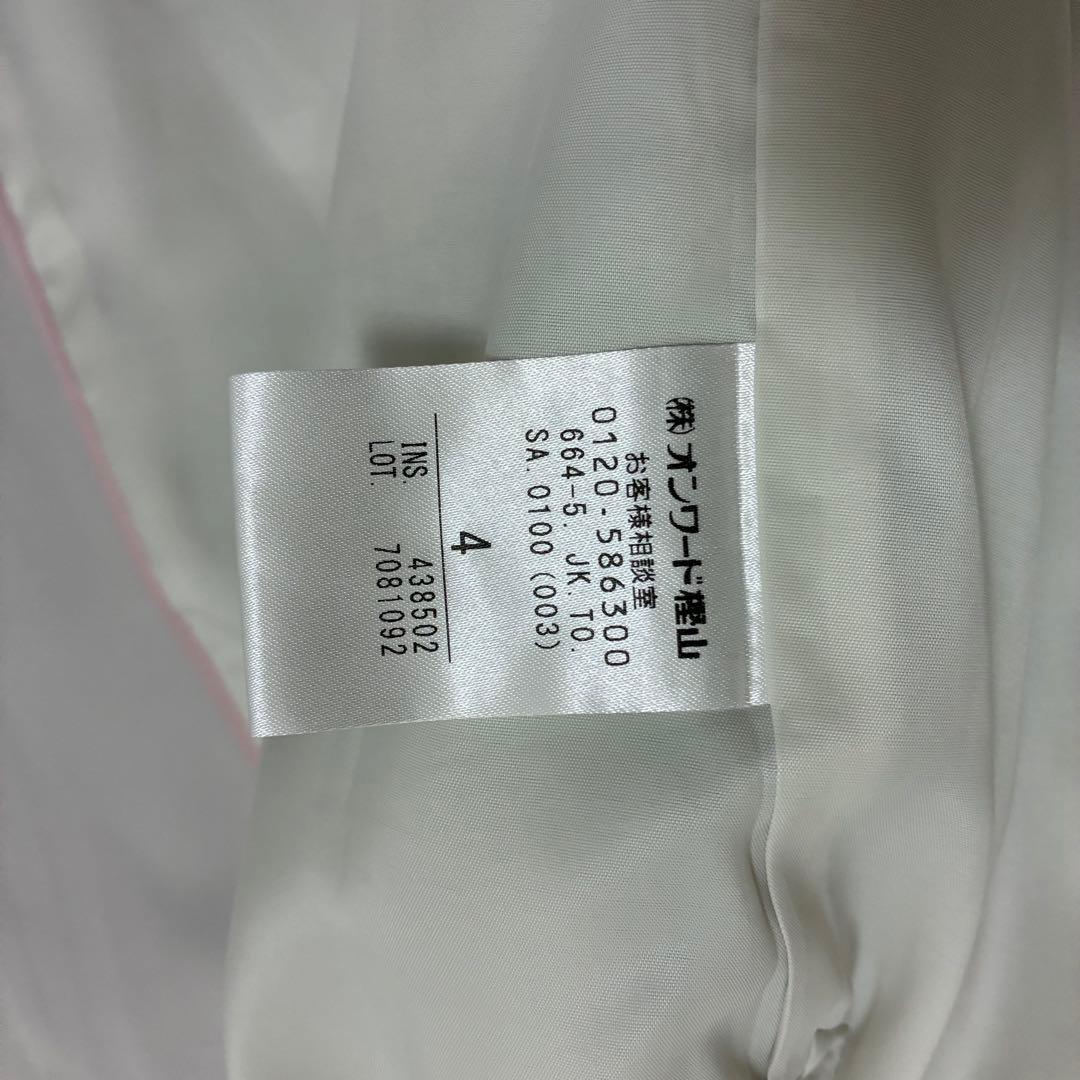 (株)オンワード樫山
お客様相談室
0120-586300
664-5. JK. TO.
SA. 0100 (003)
4
INS. 438502
LOT. 7081092